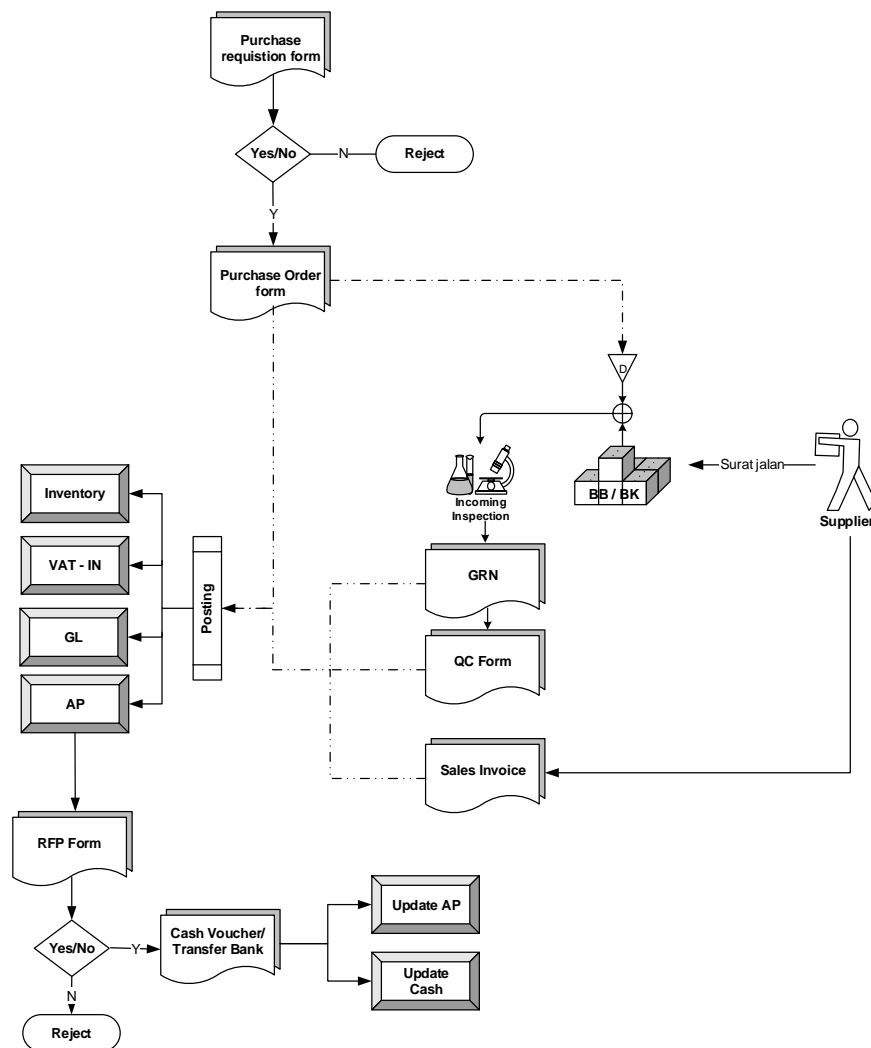 Purchase
requistion form
Yes/No
N
Reject
Y
Purchase Order
form
D
BB / BK
Surat jalan
Supplier
Incoming
Inspection
Inventory
VAT - IN
GL
AP
Posting
GRN
QC Form
Sales Invoice
RFP Form
Yes/No
Y
Cash Voucher/
Transfer Bank
Update AP
Update
Cash
N
Reject